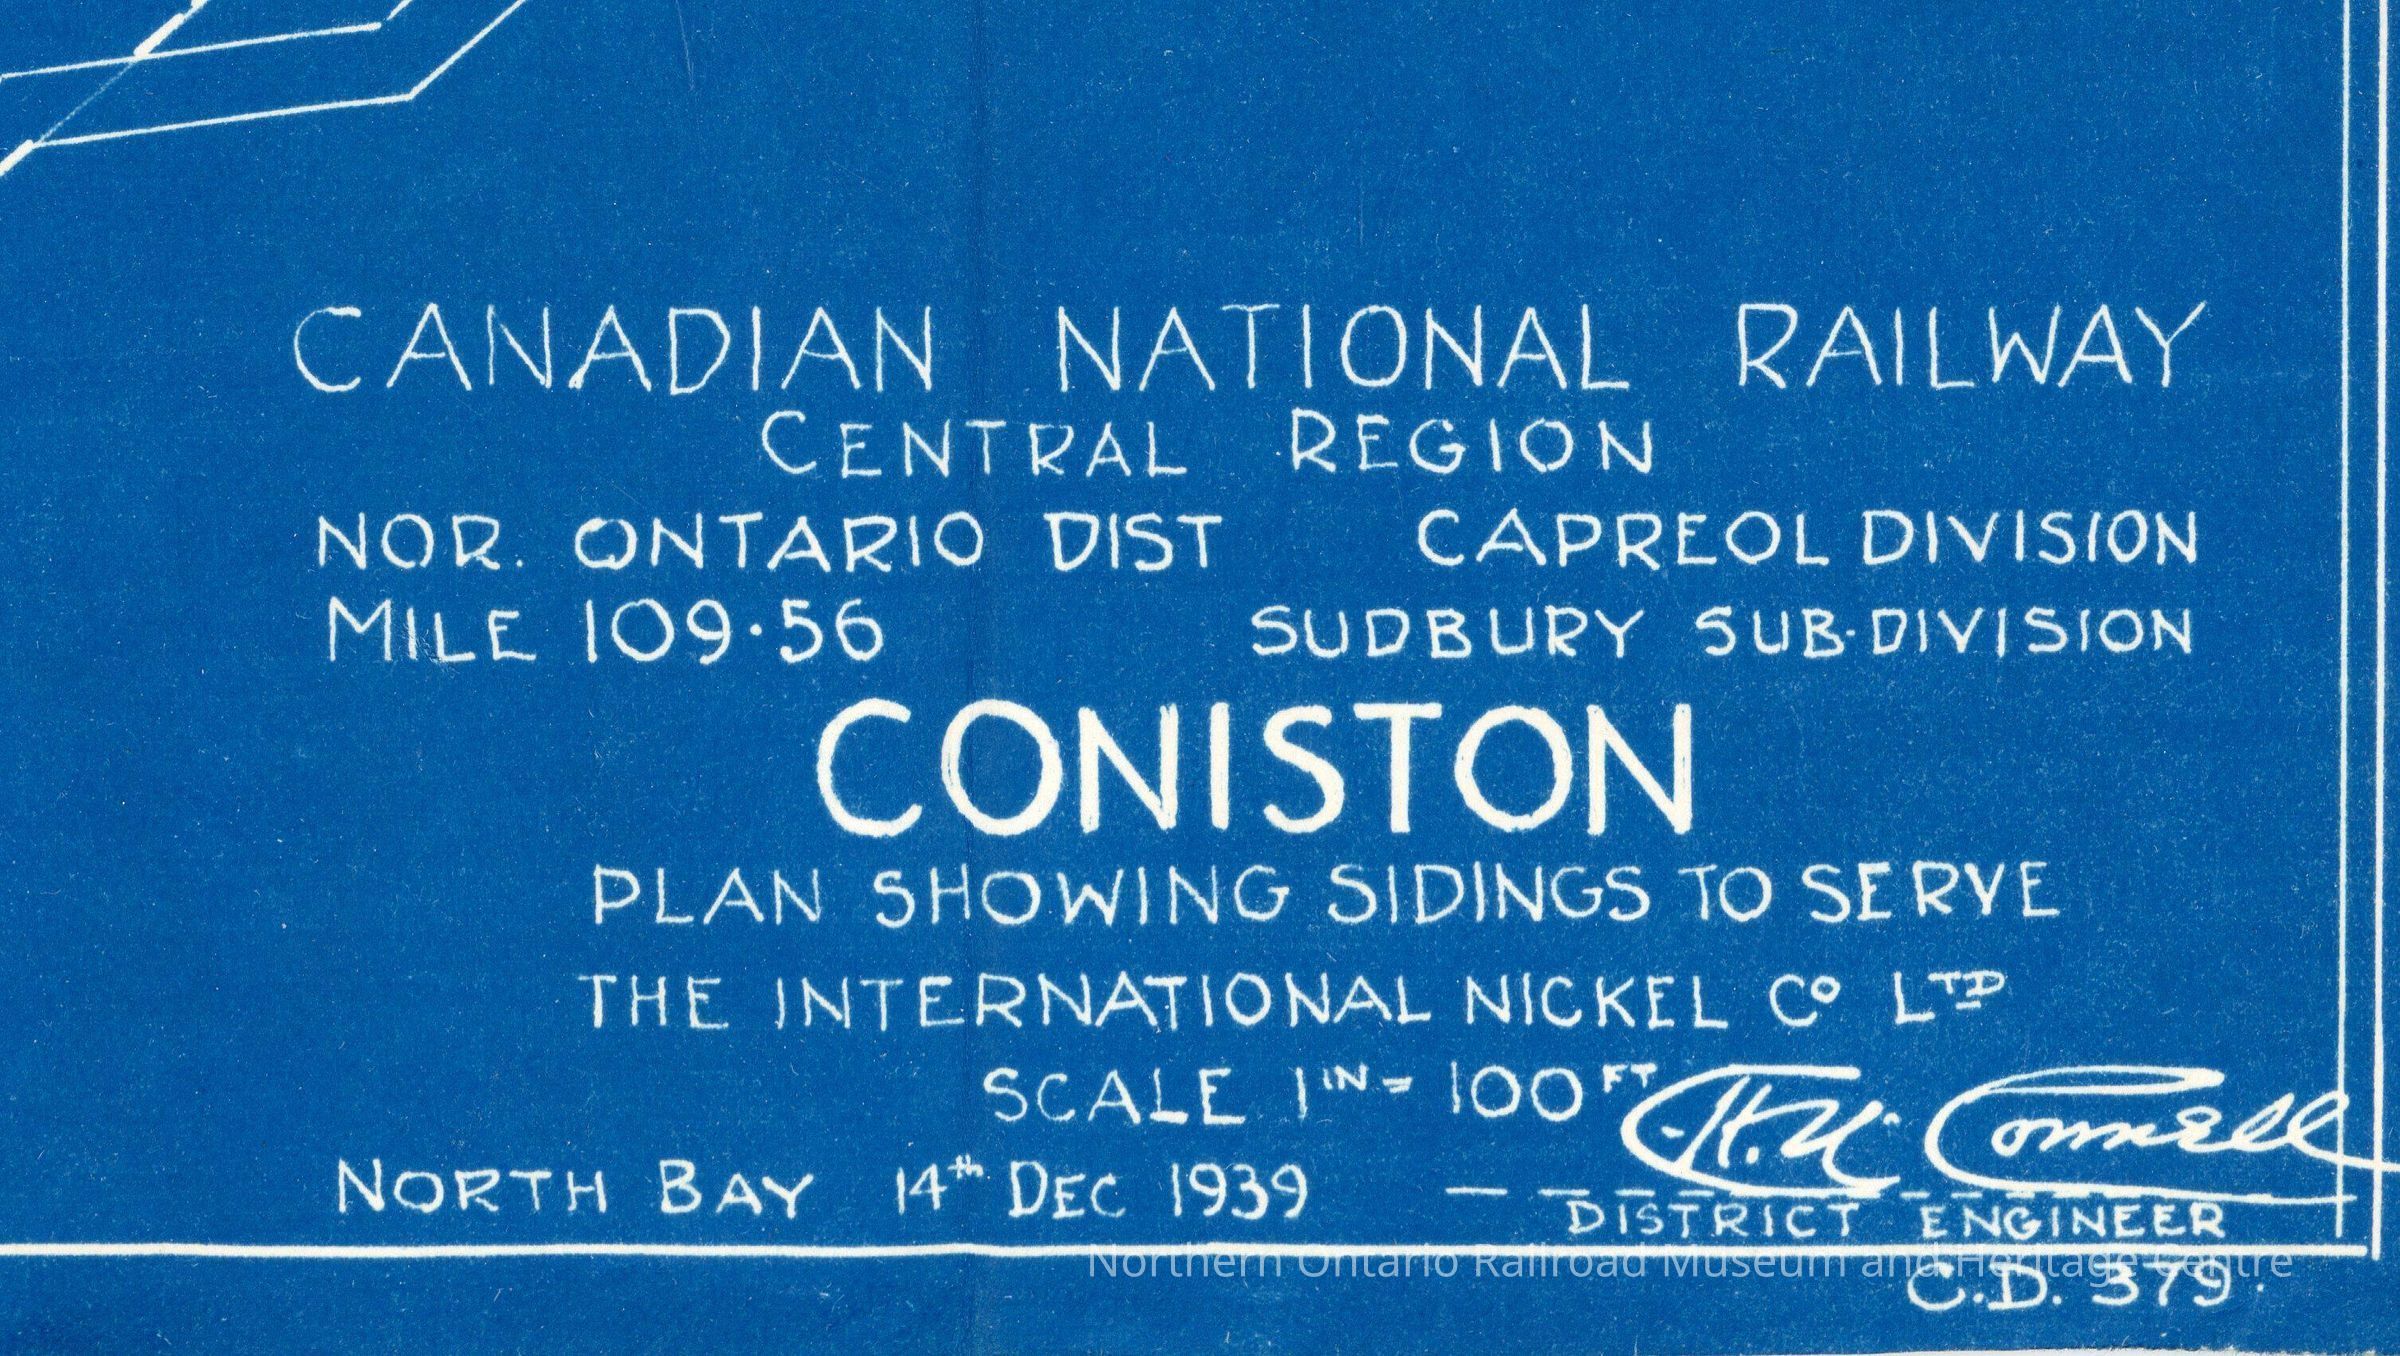 CANADIAN NATIONAL RAILWAY
CENTRAL REGION
NOR. ONTARIO DIST CAPREOL DIVISION
MILE 109.56 SUDBURY SUB-DIVISION
CONISTON
PLAN SHOWING SIDINGS TO SERVE
THE INTERNATIONAL NICKEL Co LTD
SCALE 1IN= 100FT
Connell
NORTH BAY 14th DEC 1939 DISTRICT ENGINEER
Northern Ontario Railroad Museum and Heritage Centre
C.D. 379.